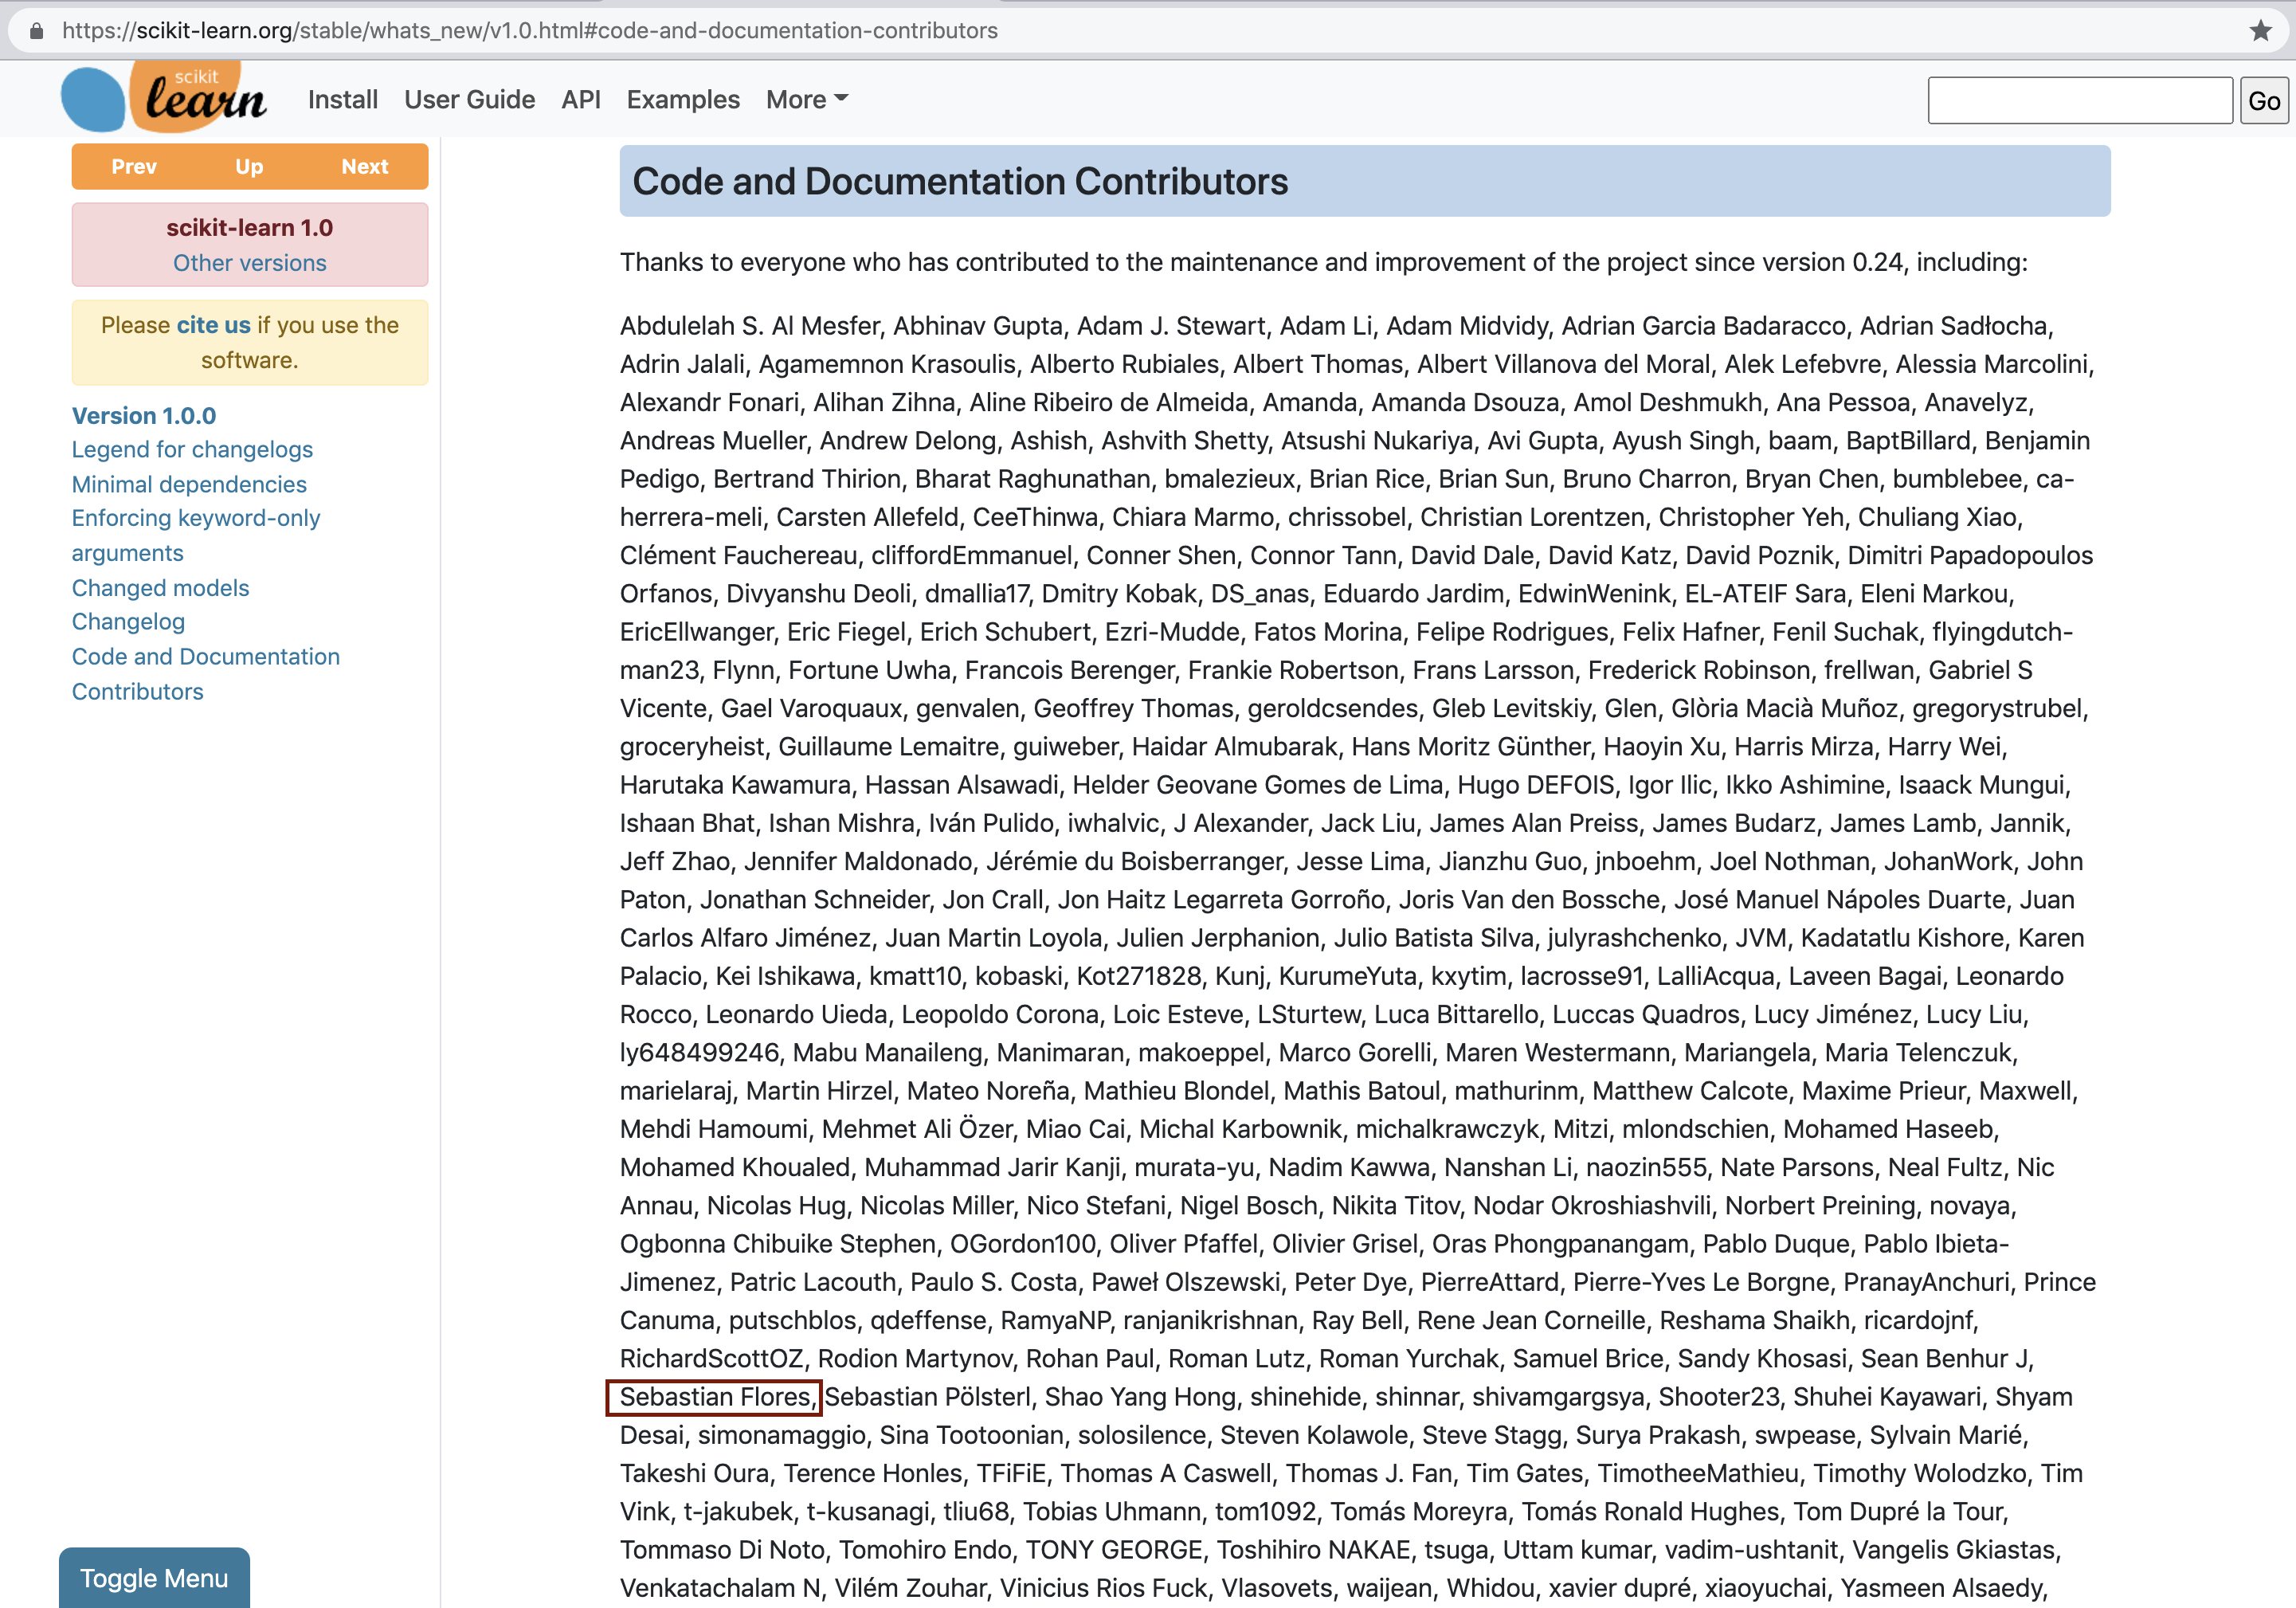 https://scikit-learn.org/stable/whats_new/v1.0.html#code-and-documentation-contributors
scikit
learn
Install User Guide API Examples More
Go
Prev Up Next
scikit-learn 1.0
Other versions
Please cite us if you use the
software.
Version 1.0.0
Legend for changelogs
Minimal dependencies
Enforcing keyword-only
arguments
Changed models
Changelog
Code and Documentation
Contributors
Toggle Menu
Code and Documentation Contributors
Thanks to everyone who has contributed to the maintenance and improvement of the project since version 0.24, including:
Abdulelah S. Al Mesfer, Abhinav Gupta, Adam J. Stewart, Adam Li, Adam Midvidy, Adrian Garcia Badaracco, Adrian Sadłocha,
Adrin Jalali, Agamemnon Krasoulis, Alberto Rubiales, Albert Thomas, Albert Villanova del Moral, Alek Lefebvre, Alessia Marcolini,
Alexandr Fonari, Alihan Zihna, Aline Ribeiro de Almeida, Amanda, Amanda Dsouza, Amol Deshmukh, Ana Pessoa, Anavelyz,
Andreas Mueller, Andrew Delong, Ashish, Ashvith Shetty, Atsushi Nukariya, Avi Gupta, Ayush Singh, baam, BaptBillard, Benjamin
Pedigo, Bertrand Thirion, Bharat Raghunathan, bmalezieux, Brian Rice, Brian Sun, Bruno Charron, Bryan Chen, bumblebee, ca-
herrera-meli, Carsten Allefeld, CeeThinwa, Chiara Marmo, chrissobel, Christian Lorentzen, Christopher Yeh, Chuliang Xiao,
Clément Fauchereau, cliffordEmmanuel, Conner Shen, Connor Tann, David Dale, David Katz, David Poznik, Dimitri Papadopoulos
Orfanos, Divyanshu Deoli, dmallia17, Dmitry Kobak, DS_anas, Eduardo Jardim, EdwinWenink, EL-ATEIF Sara, Eleni Markou,
EricEllwanger, Eric Fiegel, Erich Schubert, Ezri-Mudde, Fatos Morina, Felipe Rodrigues, Felix Hafner, Fenil Suchak, flyingdutch-
man23, Flynn, Fortune Uwha, Francois Berenger, Frankie Robertson, Frans Larsson, Frederick Robinson, frellwan, Gabriel S
Vicente, Gael Varoquaux, genvalen, Geoffrey Thomas, geroldcsendes, Gleb Levitskiy, Glen, Glòria Macià Muñoz, gregorystrubel,
groceryheist, Guillaume Lemaitre, guiweber, Haidar Almubarak, Hans Moritz Günther, Haoyin Xu, Harris Mirza, Harry Wei,
Harutaka Kawamura, Hassan Alsawadi, Helder Geovane Gomes de Lima, Hugo DEFOIS, Igor Ilic, Ikko Ashimine, Isaack Mungui,
Ishaan Bhat, Ishan Mishra, Iván Pulido, iwhalvic, J Alexander, Jack Liu, James Alan Preiss, James Budarz, James Lamb, Jannik,
Jeff Zhao, Jennifer Maldonado, Jérémie du Boisberranger, Jesse Lima, Jianzhu Guo, jnboehm, Joel Nothman, JohanWork, John
Paton, Jonathan Schneider, Jon Crall, Jon Haitz Legarreta Gorroño, Joris Van den Bossche, José Manuel Nápoles Duarte, Juan
Carlos Alfaro Jiménez, Juan Martin Loyola, Julien Jerphanion, Julio Batista Silva, julyrashchenko, JVM, Kadatatlu Kishore, Karen
Palacio, Kei Ishikawa, kmatt10, kobaski, Kot271828, Kunj, KurumeYuta, kxytim, lacrosse91, LalliAcqua, Laveen Bagai, Leonardo
Rocco, Leonardo Uieda, Leopoldo Corona, Loic Esteve, LSturtew, Luca Bittarello, Luccas Quadros, Lucy Jiménez, Lucy Liu,
ly648499246, Mabu Manaileng, Manimaran, makoeppel, Marco Gorelli, Maren Westermann, Mariangela, Maria Telenczuk,
marielaraj, Martin Hirzel, Mateo Noreña, Mathieu Blondel, Mathis Batoul, mathurinm, Matthew Calcote, Maxime Prieur, Maxwell,
Mehdi Hamoumi, Mehmet Ali Özer, Miao Cai, Michal Karbownik, michalkrawczyk, Mitzi, mlondschien, Mohamed Haseeb,
Mohamed Khoualed, Muhammad Jarir Kanji, murata-yu, Nadim Kawwa, Nanshan Li, naozin555, Nate Parsons, Neal Fultz, Nic
Annau, Nicolas Hug, Nicolas Miller, Nico Stefani, Nigel Bosch, Nikita Titov, Nodar Okroshiashvili, Norbert Preining, novaya,
Ogbonna Chibuike Stephen, OGordon100, Oliver Pfaffel, Olivier Grisel, Oras Phongpanangam, Pablo Duque, Pablo Ibieta-
Jimenez, Patric Lacouth, Paulo S. Costa, Paweł Olszewski, Peter Dye, PierreAttard, Pierre-Yves Le Borgne, PranayAnchuri, Prince
Canuma, putschblos, qdeffense, RamyaNP, ranjanikrishnan, Ray Bell, Rene Jean Corneille, Reshama Shaikh, ricardojnf,
RichardScottOZ, Rodion Martynov, Rohan Paul, Roman Lutz, Roman Yurchak, Samuel Brice, Sandy Khosasi, Sean Benhur J,
Sebastian Flores, Sebastian Pölsterl, Shao Yang Hong, shinehide, shinnar, shivamgargsya, Shooter23, Shuhei Kayawari, Shyam
Desai, simonamaggio, Sina Tootoonian, solosilence, Steven Kolawole, Steve Stagg, Surya Prakash, swpease, Sylvain Marié,
Takeshi Oura, Terence Honles, TFiFiE, Thomas A Caswell, Thomas J. Fan, Tim Gates, TimotheeMathieu, Timothy Wolodzko, Tim
Vink, t-jakubek, t-kusanagi, tliu68, Tobias Uhmann, tom1092, Tomás Moreyra, Tomás Ronald Hughes, Tom Dupré la Tour,
Tommaso Di Noto, Tomohiro Endo, TONY GEORGE, Toshihiro NAKAE, tsuga, Uttam kumar, vadim-ushtanit, Vangelis Gkiastas,
Venkatachalam N, Vilém Zouhar, Vinicius Rios Fuck, Vlasovets, waijean, Whidou, xavier dupré, xiaoyuchai, Yasmeen Alsaedy,